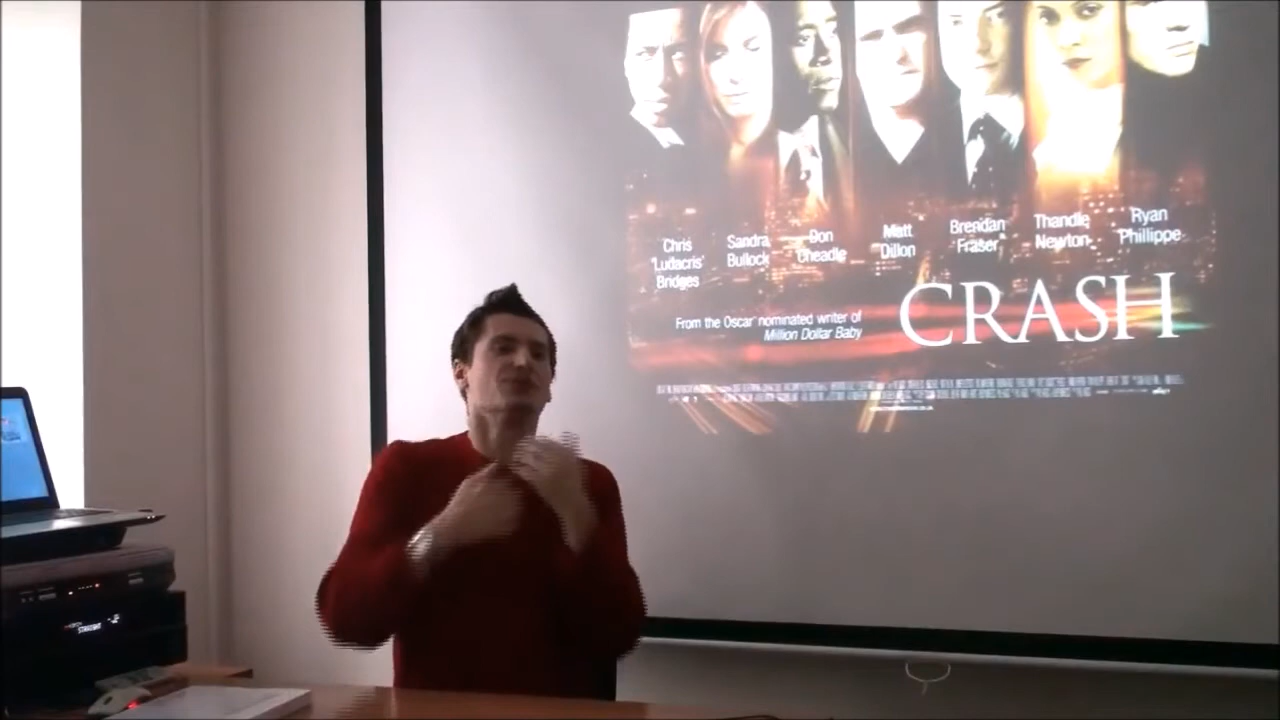 Chris
'Ludacris'
Bridges
Sandra
Bullock
Don
Cheadle
Matt
Dillon
Brendan
Fraser
Thandie
Newton
Ryan
Phillippe
From the Oscar nominated writer of
Million Dollar Baby
CRASH